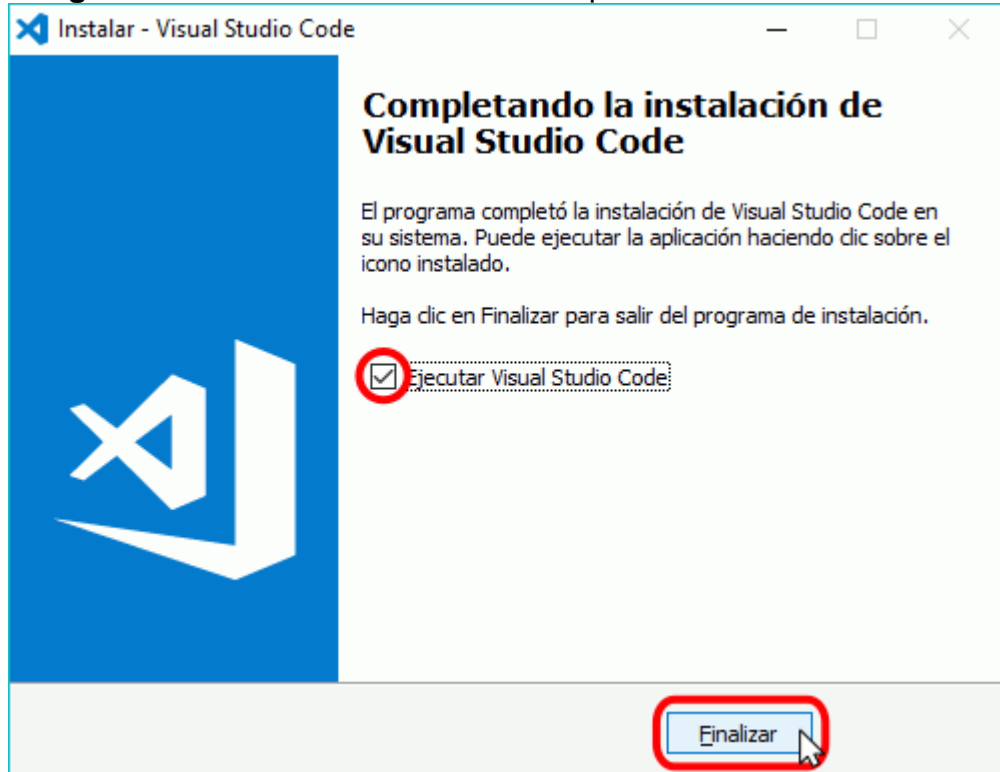 Instalar - Visual Studio Code
Completando la instalación de
Visual Studio Code
El programa completó la instalación de Visual Studio Code en
su sistema. Puede ejecutar la aplicación haciendo clic sobre el
icono instalado.
Haga clic en Finalizar para salir del programa de instalación.
Ejecutar Visual Studio Code
Finalizar